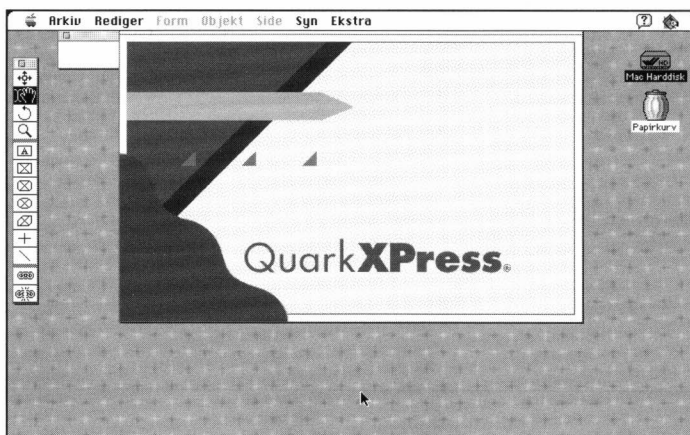 Arkiv Rediger Form Objekt Side Syn Ekstra
Mac Harddisk
Papirkurv
QuarkXPress®